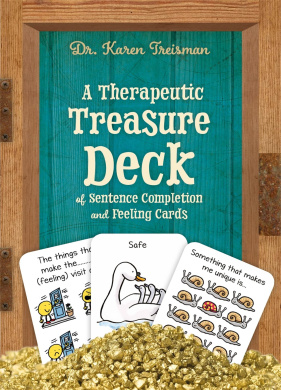 Dr. Karen Treisman
A Therapeutic
Treasure
Deck
of Sentence Completion
and Feeling Cards
The things tha
make the......
(Feeling) visit a
Safe
Something that makes
me unique is..